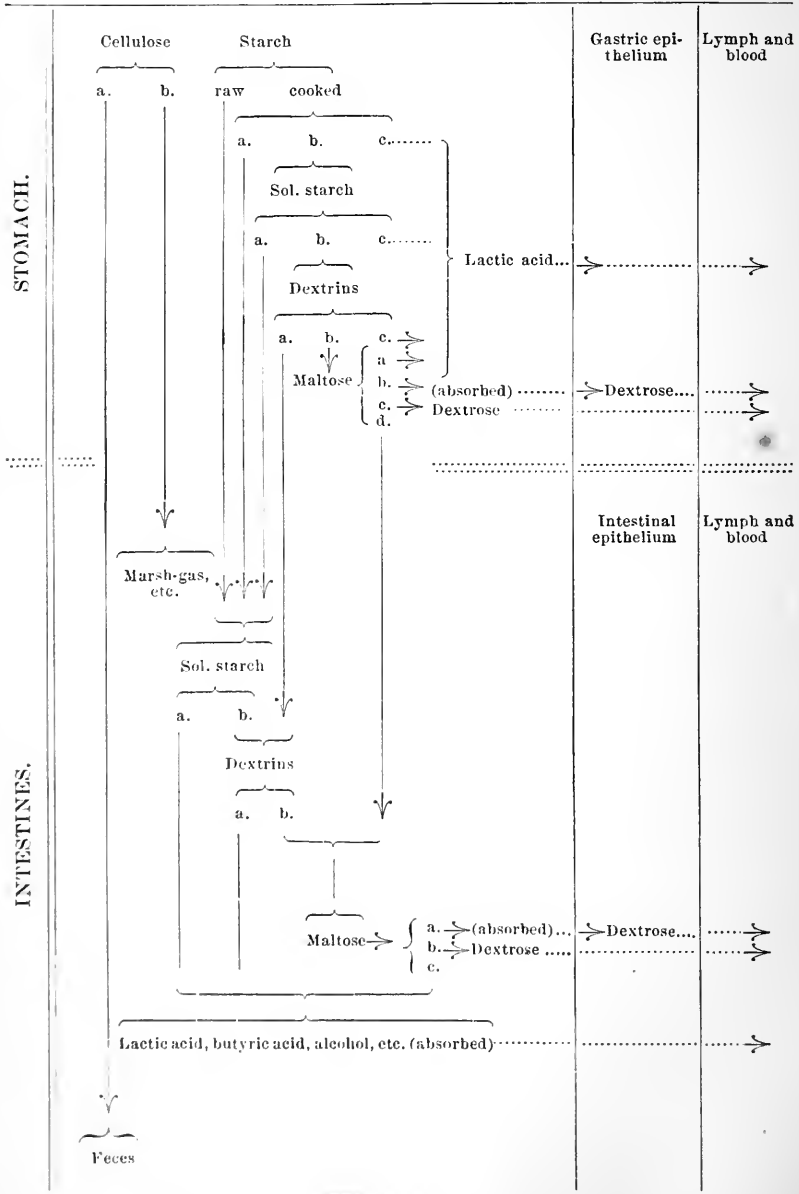 Cellulose Starch Gastric epi- Lymph and
thelium blood
a. b. raw cooked
a. b. c.......
STOMACH.
Sol. starch
a. b. c.......
Lactic acid...
Dextrins
a. b. c.
a
Maltose b. (absorbed) ....... Dextrose....
c. Dextrose .......
d.
Intestinal Lymph and
epithelium blood
Marsh-gas,
etc.
Sol. starch
a. b.
Dextrins
INTESTINES.
a. b.
a. (absorbed)... Dextrose....
Maltose b. Dextrose .....
c.
Lactic acid, butyric acid, alcohol, etc. (absorbed)
Feces